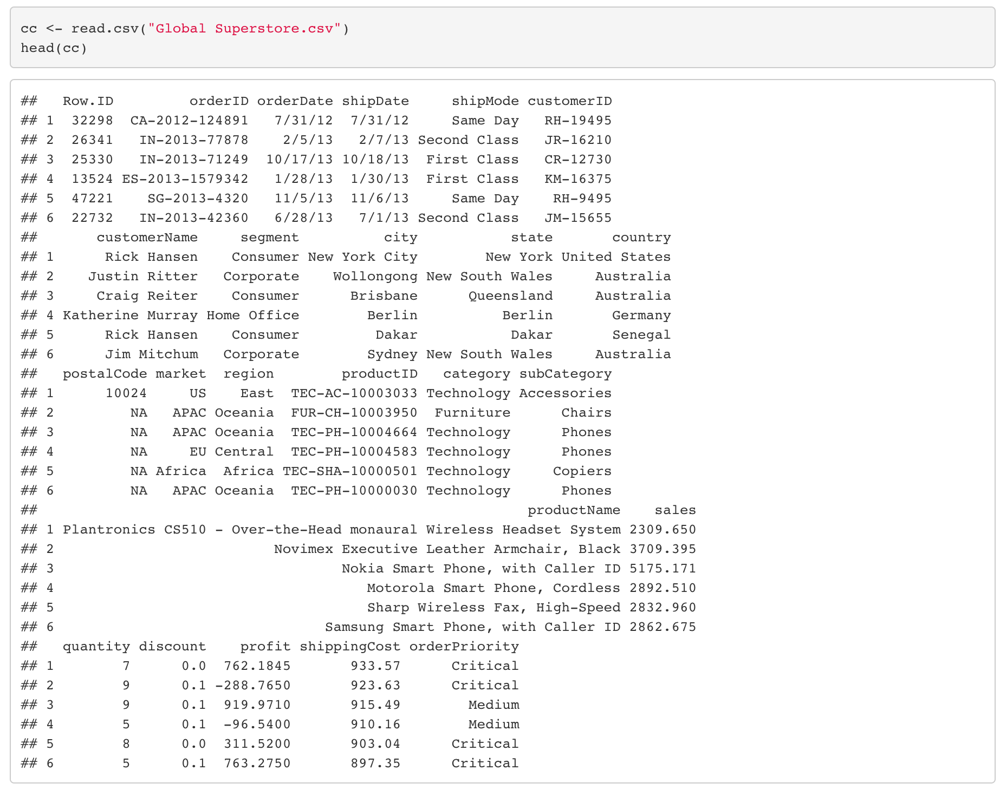 cc <- read.csv("Global Superstore.csv")
head(cc)
##   Row.ID         orderID orderDate shipDate     shipMode customerID
## 1  32298  CA-2012-124891   7/31/12  7/31/12     Same Day   RH-19495
## 2  26341   IN-2013-77878    2/5/13   2/7/13 Second Class   JR-16210
## 3  25330   IN-2013-71249  10/17/13 10/18/13  First Class   CR-12730
## 4  13524 ES-2013-1579342   1/28/13  1/30/13  First Class   KM-16375
## 5  47221    SG-2013-4320   11/5/13  11/6/13     Same Day    RH-9495
## 6  22732   IN-2013-42360   6/28/13   7/1/13 Second Class   JM-15655
##       customerName     segment          city           state       country
## 1      Rick Hansen    Consumer New York City        New York United States
## 2    Justin Ritter   Corporate    Wollongong New South Wales     Australia
## 3     Craig Reiter    Consumer      Brisbane      Queensland     Australia
## 4 Katherine Murray Home Office        Berlin          Berlin       Germany
## 5      Rick Hansen    Consumer         Dakar           Dakar       Senegal
## 6      Jim Mitchum   Corporate        Sydney New South Wales     Australia
##   postalCode market  region        productID   category subCategory
## 1      10024     US    East  TEC-AC-10003033 Technology Accessories
## 2         NA   APAC Oceania  FUR-CH-10003950  Furniture      Chairs
## 3         NA   APAC Oceania  TEC-PH-10004664 Technology      Phones
## 4         NA     EU Central  TEC-PH-10004583 Technology      Phones
## 5         NA Africa  Africa TEC-SHA-10000501 Technology     Copiers
## 6         NA   APAC Oceania  TEC-PH-10000030 Technology      Phones
##                                                          productName    sales
## 1 Plantronics CS510 - Over-the-Head monaural Wireless Headset System 2309.650
## 2                          Novimex Executive Leather Armchair, Black 3709.395
## 3                                  Nokia Smart Phone, with Caller ID 5175.171
## 4                                     Motorola Smart Phone, Cordless 2892.510
## 5                                     Sharp Wireless Fax, High-Speed 2832.960
## 6                                Samsung Smart Phone, with Caller ID 2862.675
##   quantity discount    profit shippingCost orderPriority
## 1        7      0.0  762.1845       933.57      Critical
## 2        9      0.1 -288.7650       923.63      Critical
## 3        9      0.1  919.9710       915.49        Medium
## 4        5      0.1  -96.5400       910.16        Medium
## 5        8      0.0  311.5200       903.04      Critical
## 6        5      0.1  763.2750       897.35      Critical